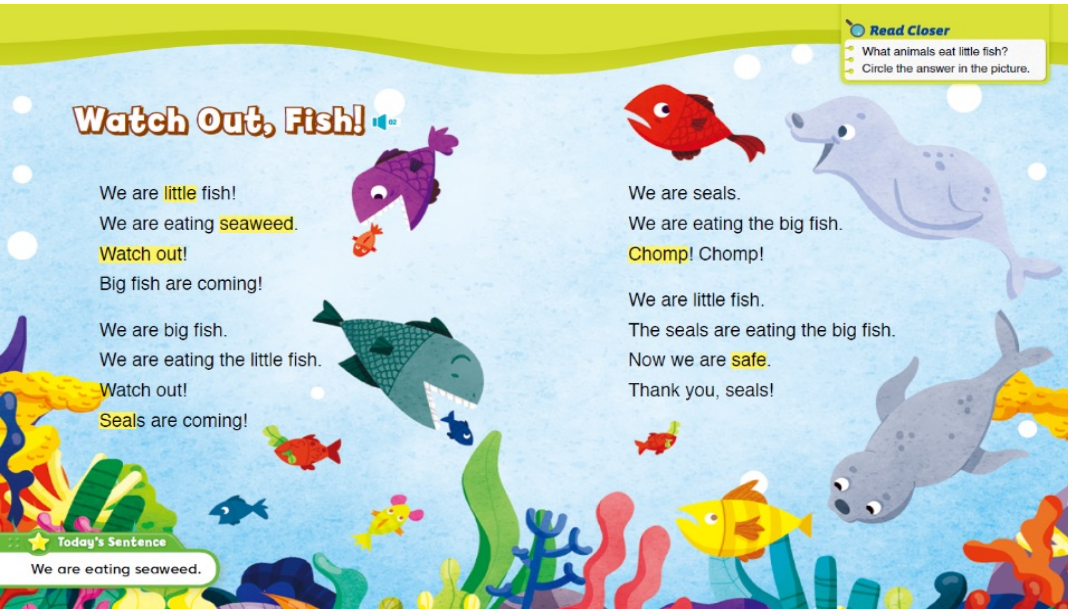 Read Closer
What animals eat little fish?
Circle the answer in the picture.
Watch Out, Fish!
02
We are little fish!
We are eating seaweed.
Watch out!
Big fish are coming!
We are big fish.
We are eating the little fish.
Watch out!
Seals are coming!
We are seals.
We are eating the big fish.
Chomp! Chomp!
We are little fish.
The seals are eating the big fish.
Now we are safe.
Thank you, seals!
Today's Sentence
We are eating seaweed.